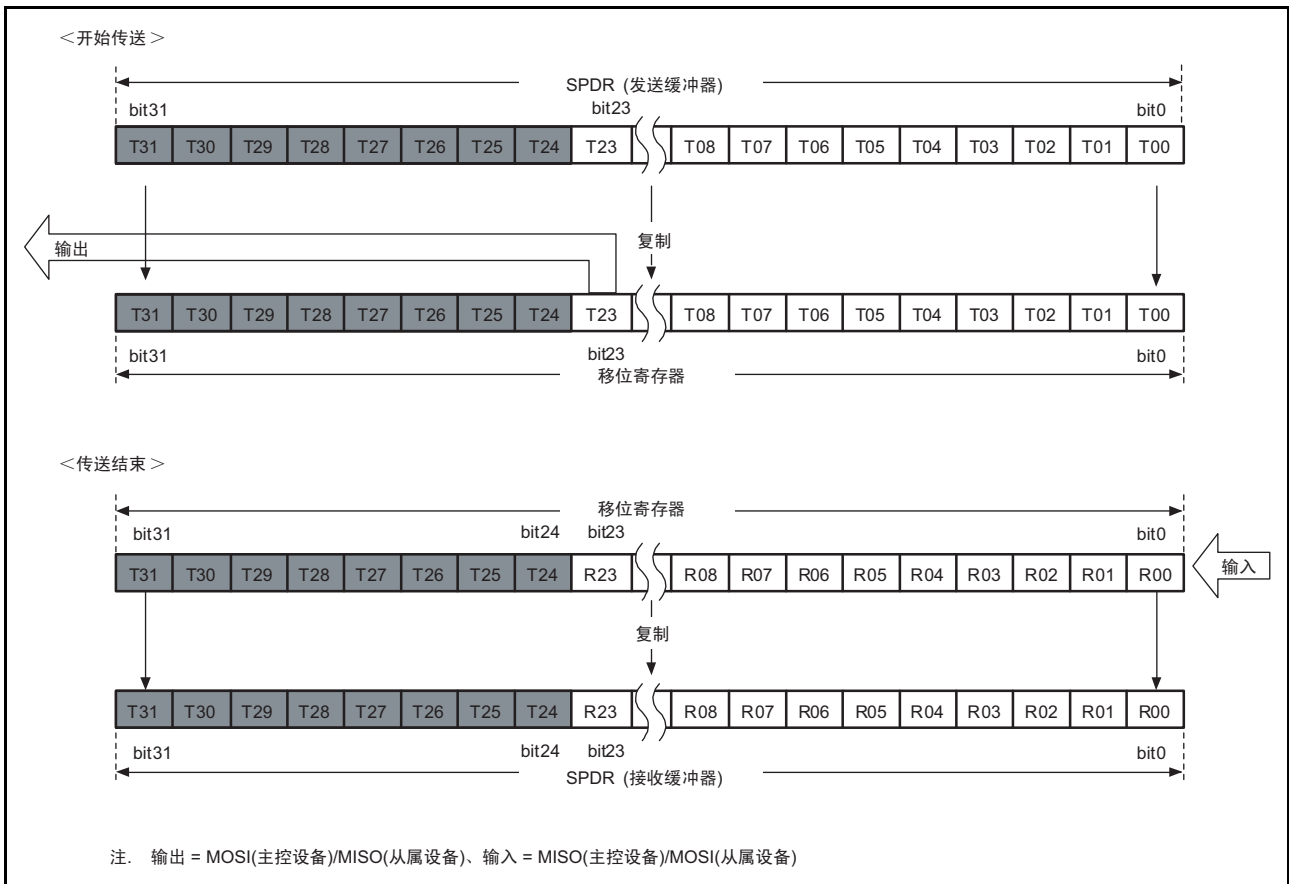 ＜开始传送＞
SPDR (发送缓冲器)
bit31 bit23 bit0
T31 T30 T29 T28 T27 T26 T25 T24 T23 T08 T07 T06 T05 T04 T03 T02 T01 T00
复制
输出
T31 T30 T29 T28 T27 T26 T25 T24 T23 T08 T07 T06 T05 T04 T03 T02 T01 T00
bit31 bit23 bit0
移位寄存器
＜传送结束＞
移位寄存器
bit31 bit24 bit23 bit0
T31 T30 T29 T28 T27 T26 T25 T24 R23 R08 R07 R06 R05 R04 R03 R02 R01 R00 输入
复制
T31 T30 T29 T28 T27 T26 T25 T24 R23 R08 R07 R06 R05 R04 R03 R02 R01 R00
bit31 bit24 bit23 bit0
SPDR (接收缓冲器)
注. 输出 = MOSI(主控设备)/MISO(从属设备)、输入 = MISO(主控设备)/MOSI(从属设备)